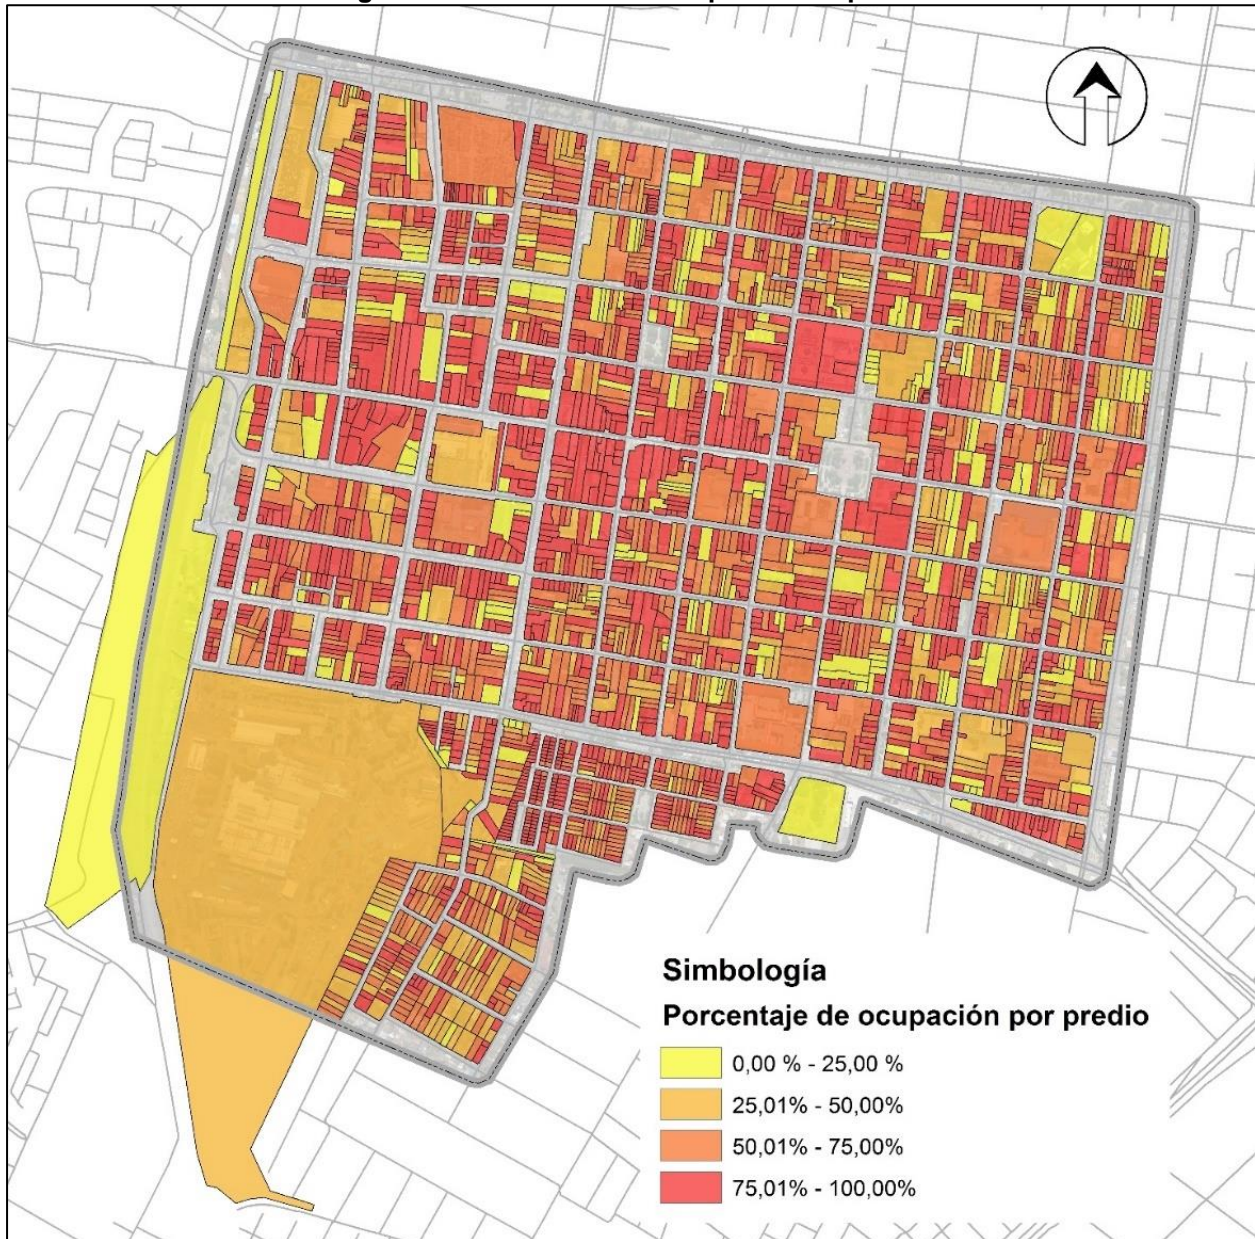 Simbología
Porcentaje de ocupación por predio
0,00 % - 25,00 %
25,01% - 50,00%
50,01% - 75,00%
75,01% - 100,00%